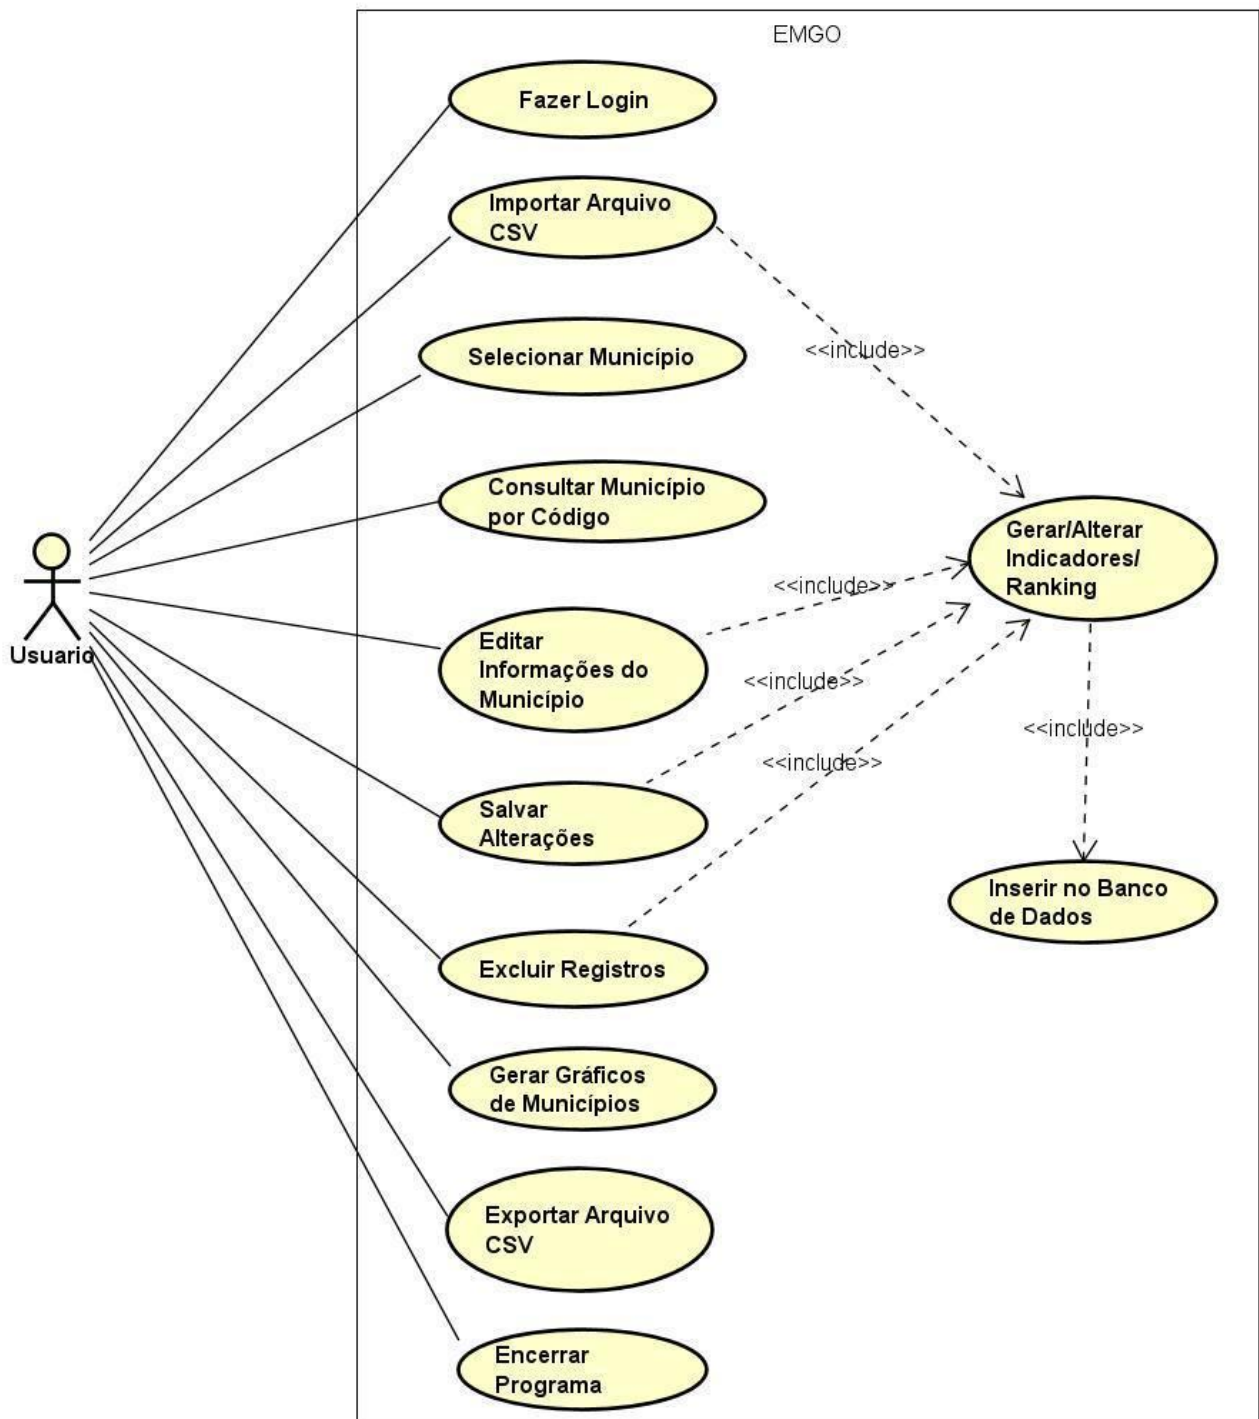 EMGO
Fazer Login
Importar Arquivo
CSV
<<include>>
Selecionar Município
Consultar Município
por Código
Gerar/Alterar
Indicadores/
Ranking
<<include>>
Usuario
Editar
Informações do
Município
<<include>>
<<include>>
<<include>>
Salvar
Alterações
Inserir no Banco
de Dados
Excluir Registros
Gerar Gráficos
de Municípios
Exportar Arquivo
CSV
Encerrar
Programa